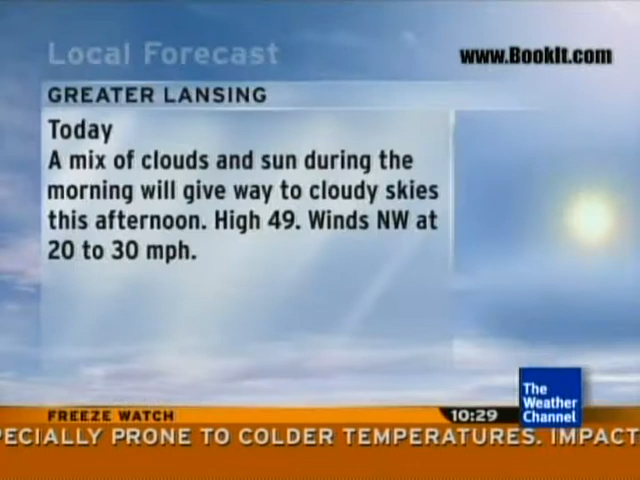 Local Forecast
www.BookIt.com
GREATER LANSING
Today
A mix of clouds and sun during the
morning will give way to cloudy skies
this afternoon. High 49. Winds NW at
20 to 30 mph.
The
Weather
Channel
FREEZE WATCH
10:29
PECIALLY PRONE TO COLDER TEMPERATURES. IMPACT